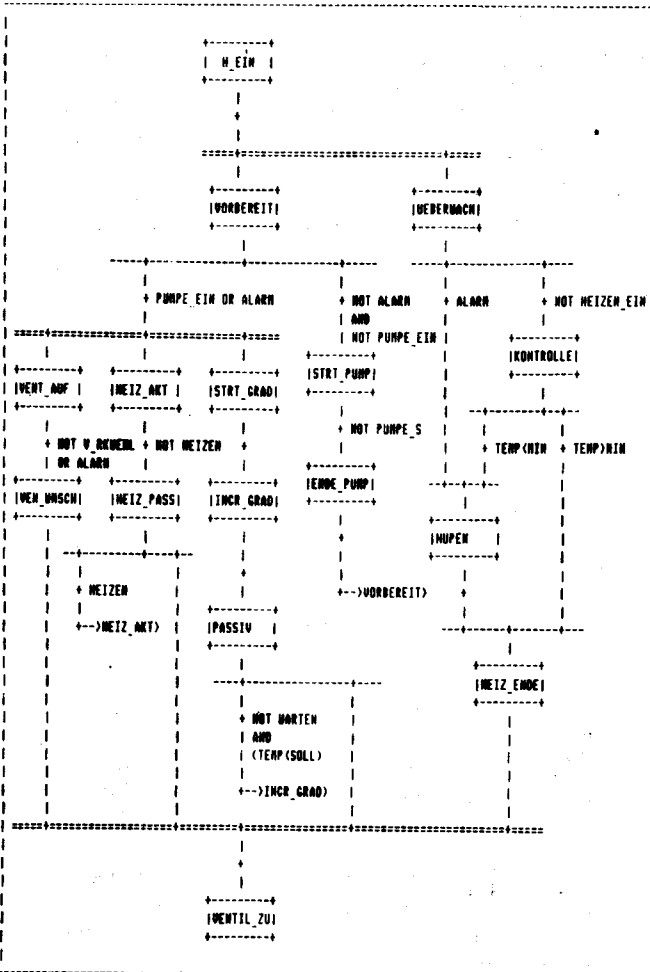 H_EIN
VORBEREIT UEBERWACH
PUMPE_EIN OR ALARM NOT ALARM ALARM NOT HEIZEN_EIN
AND
NOT PUMPE_EIN KONTROLLE
VENT_AUF HEIZ_AKT STRT_GRAD STRT_PUMP
NOT V_RKUEHL NOT HEIZEN NOT PUMPE_S TEMP<MIN TEMP>MIN
OR ALARM
VEN_UMSCH HEIZ_PASS INCR_GRAD ENDE_PUMP
HUPEN
HEIZEN -->VORBEREIT>
-->HEIZ_AKT> PASSIV
HEIZ_ENDE
NOT WARTEN
AND
(TEMP<SOLL)
-->INCR_GRAD>
VENTIL_ZU